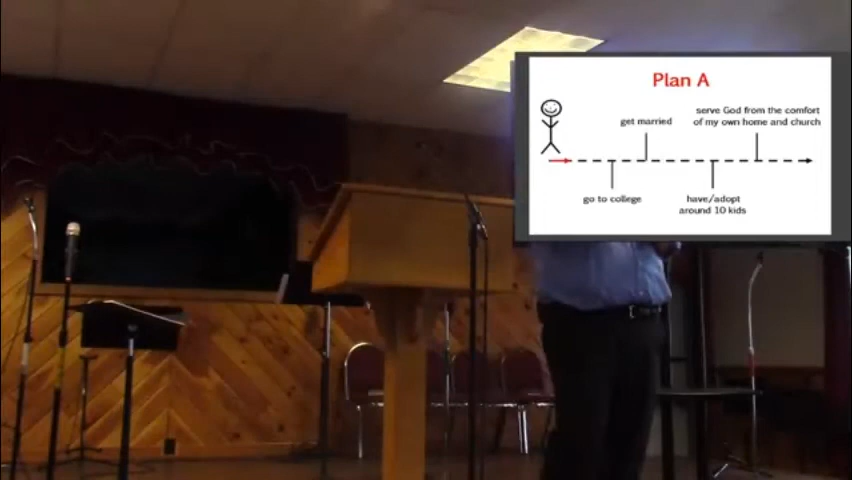 Plan A
serve God from the comfort
of my own home and church
get married
go to college
have/adopt
around 10 kids